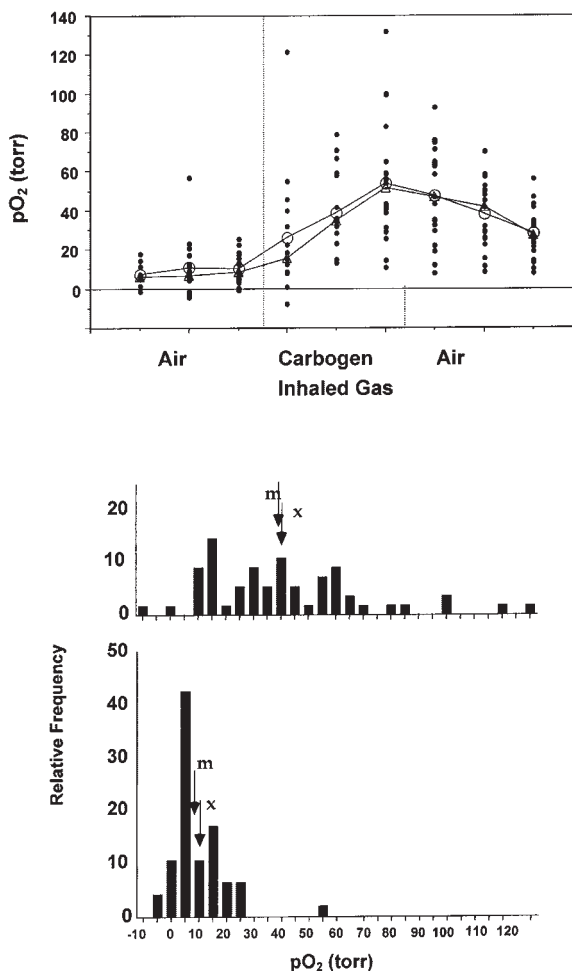 140
120
100
80
60
40
20
0
pO₂ (torr)
Air Carbogen Air
Inhaled Gas
20
10
0
m
x
50
40
30
20
10
0
Relative Frequency
m
x
-10 0 10 20 30 40 50 60 70 80 90 100 110 120
pO₂ (torr)